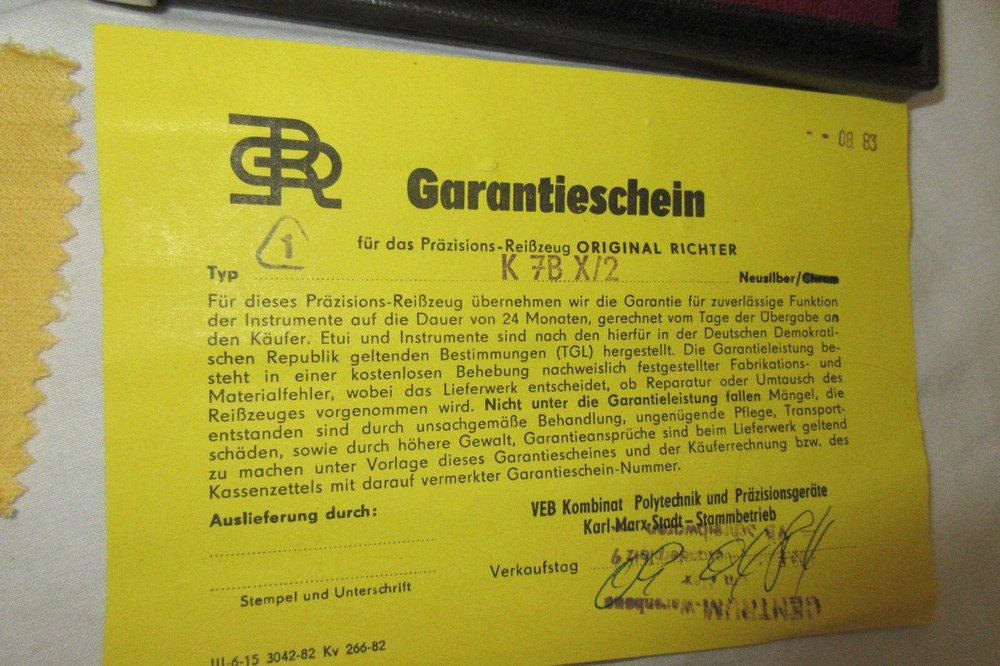 -- 08. 83
Garantieschein
für das Präzisions-Reißzeug ORIGINAL RICHTER
1
Typ K 7B X/2 Neusilber/Chrom
Für dieses Präzisions-Reißzeug übernehmen wir die Garantie für zuverlässige Funktion
der Instrumente auf die Dauer von 24 Monaten, gerechnet vom Tage der Übergabe an
den Käufer. Etui und Instrumente sind nach den hierfür in der Deutschen Demokrati-
schen Republik geltenden Bestimmungen (TGL) hergestellt. Die Garantieleistung be-
steht in einer kostenlosen Behebung nachweislich festgestellter Fabrikations- und
Materialfehler, wobei das Lieferwerk entscheidet, ob Reparatur oder Umtausch des
Reißzeuges vorgenommen wird. Nicht unter die Garantieleistung fallen Mängel, die
entstanden sind durch unsachgemäße Behandlung, ungenügende Pflege, Transport-
schäden, sowie durch höhere Gewalt, Garantieansprüche sind beim Lieferwerk geltend
zu machen unter Vorlage dieses Garantiescheines und der Käuferrechnung bzw. des
Kassenzettels mit darauf vermerkter Garantieschein-Nummer.
VEB Kombinat Polytechnik und Präzisionsgeräte
Karl-Marx-Stadt - Stammbetrieb
Auslieferung durch:
Verkaufstag
CENTRUM-Warenhaus
Stempel und Unterschrift
III-6-15 3042-82 Kv 266-82